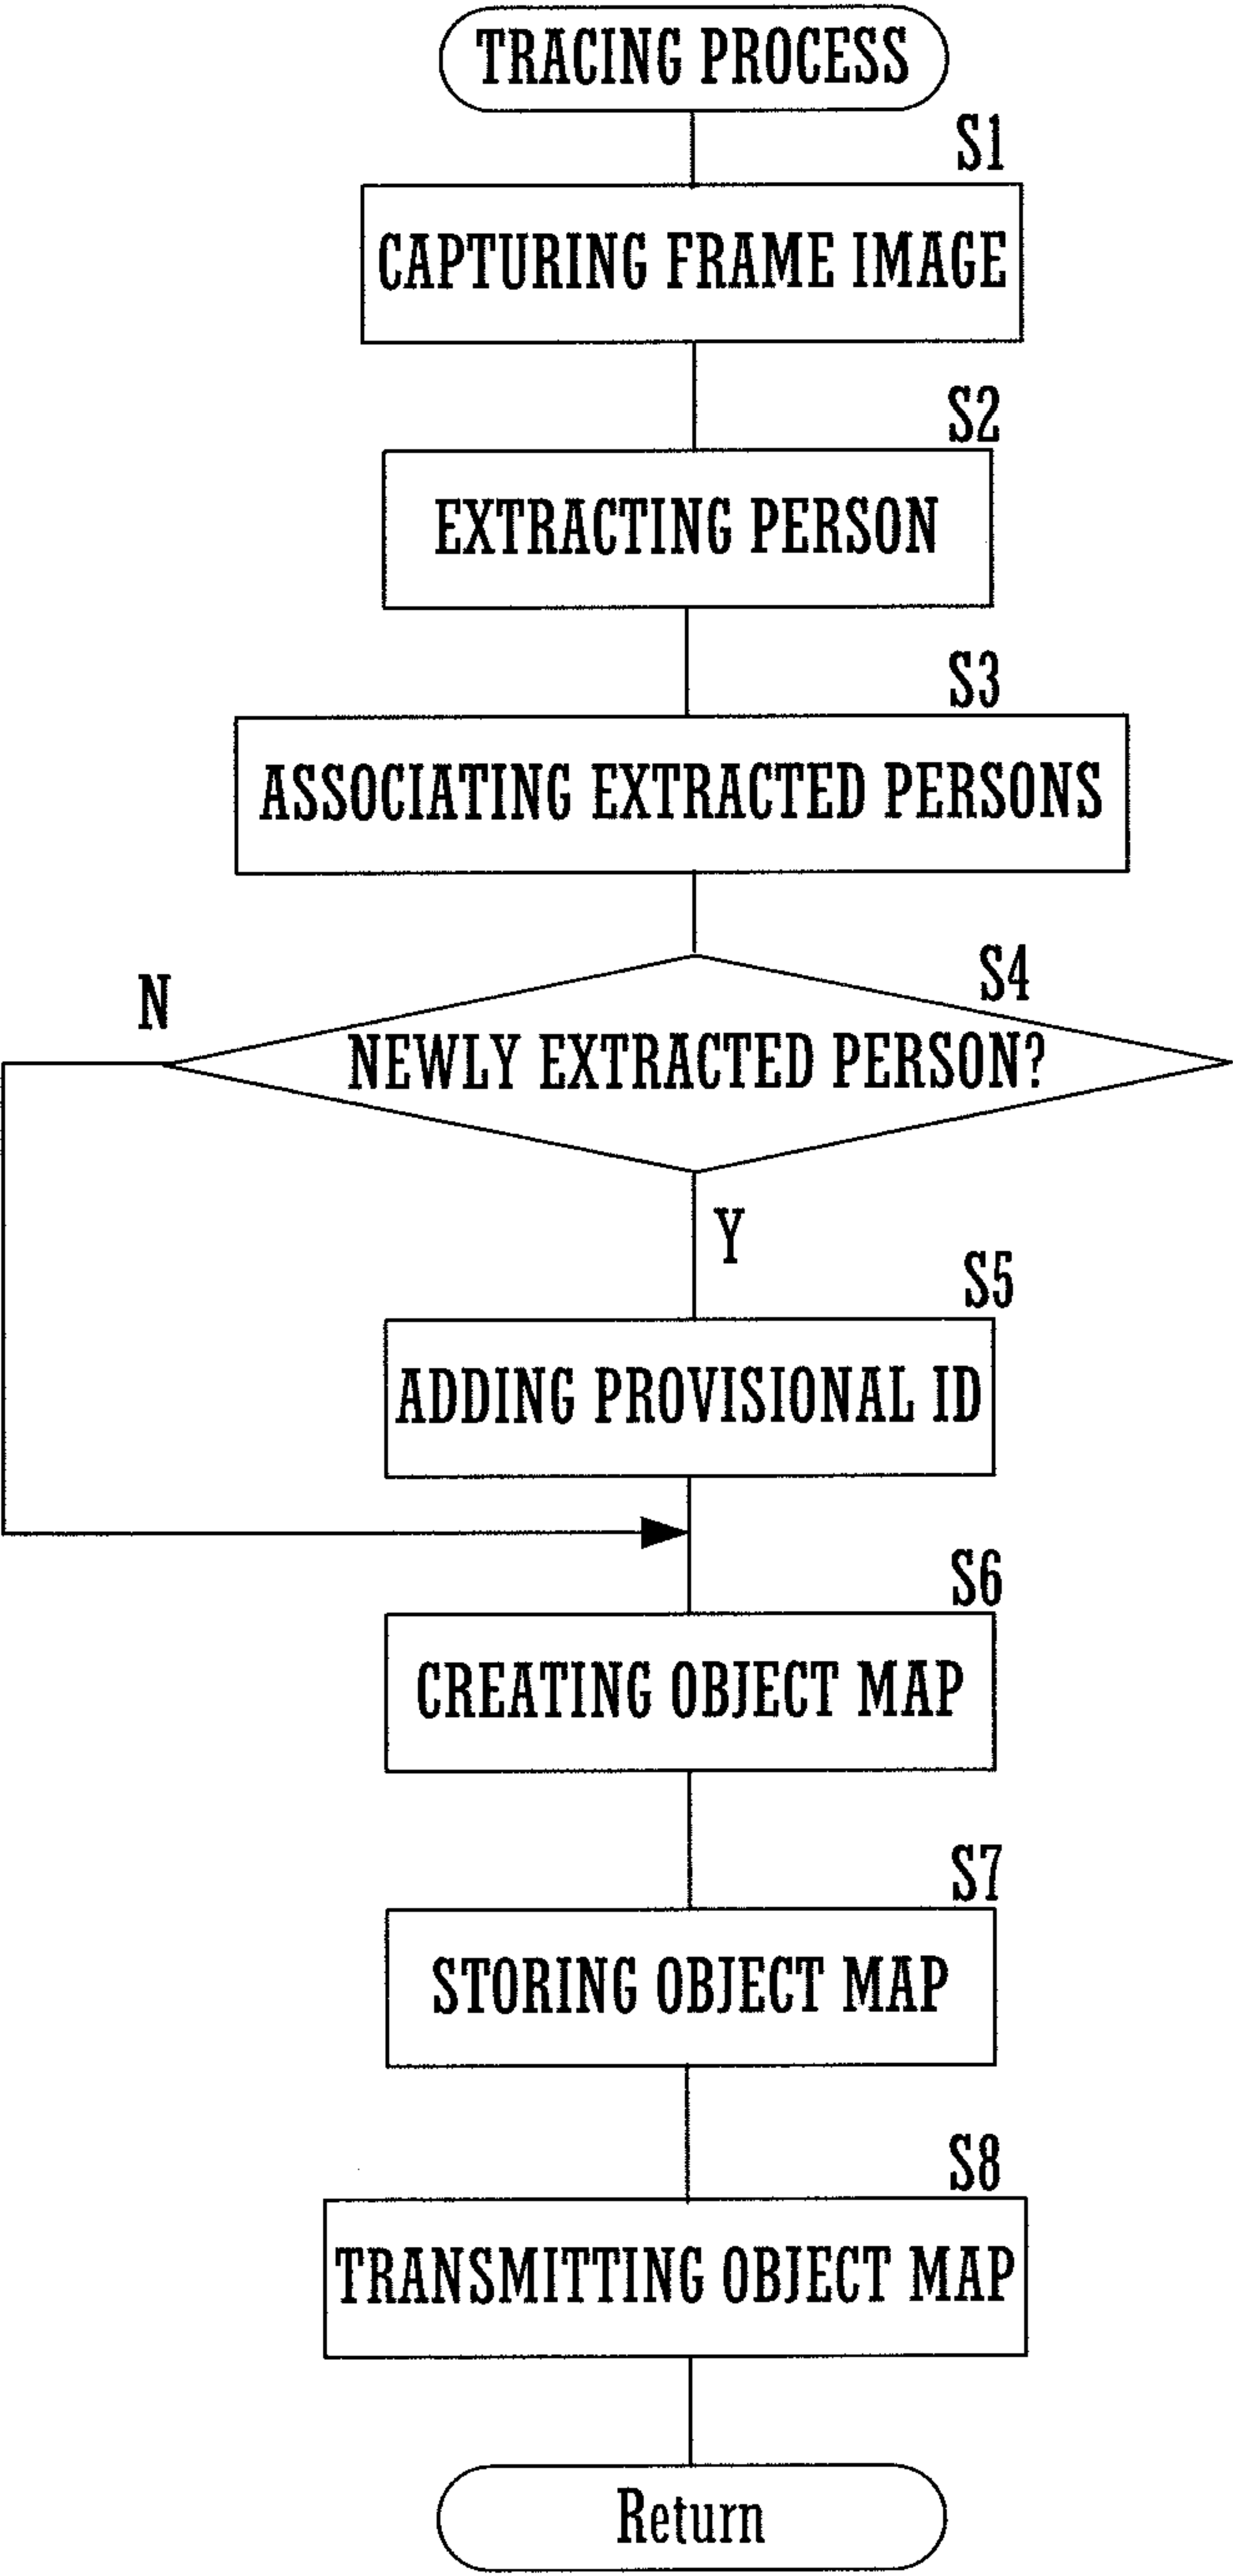 TRACING PROCESS
S1
CAPTURING FRAME IMAGE
S2
EXTRACTING PERSON
S3
ASSOCIATING EXTRACTED PERSONS
S4
N
NEWLY EXTRACTED PERSON?
Y
S5
ADDING PROVISIONAL ID
S6
CREATING OBJECT MAP
S7
STORING OBJECT MAP
S8
TRANSMITTING OBJECT MAP
Return